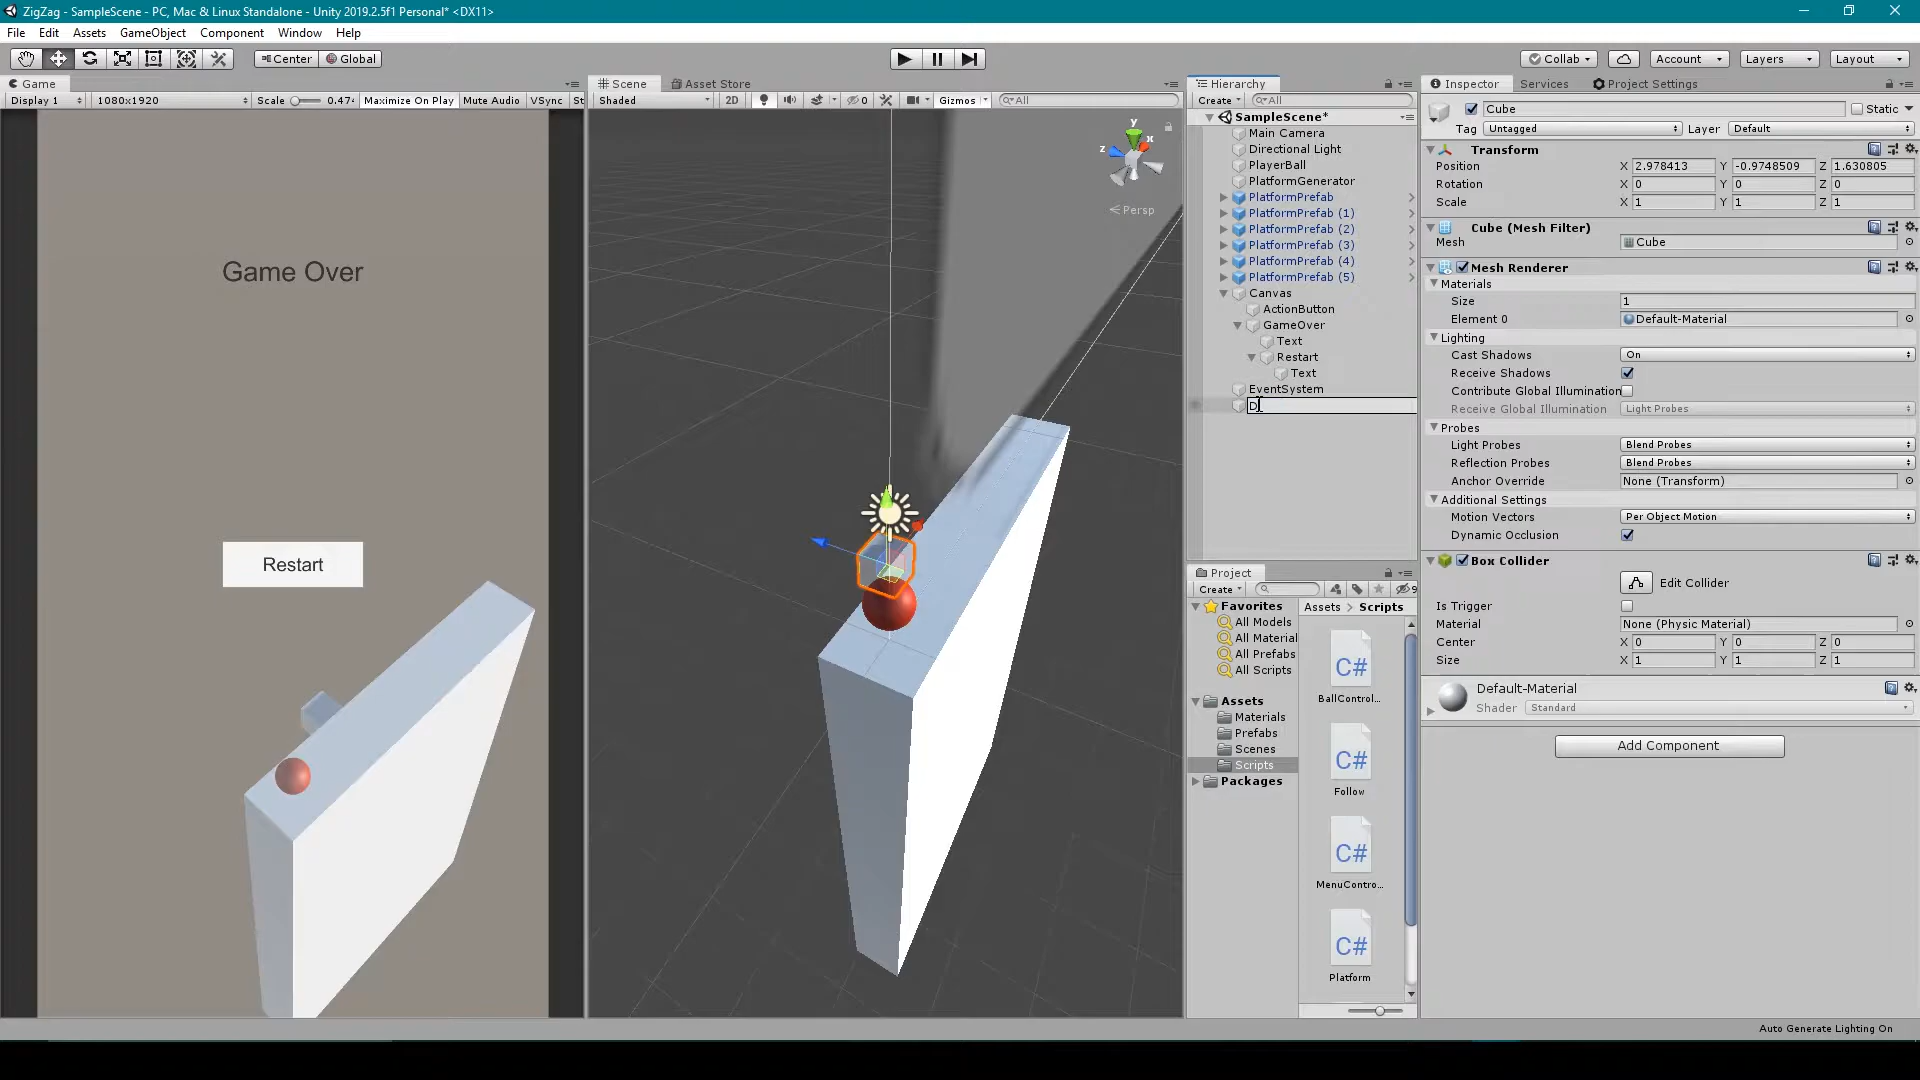 ZigZag - SampleScene - PC, Mac & Linux Standalone - Unity 2019.2.5f1 Personal* <DX11>
File Edit Assets GameObject Component Window Help
Center Global Collab Account Layers Layout
Game
Display 1 1080x1920 Scale 0.47 Maximize On Play Mute Audio VSync St
Game Over
Restart
Scene Asset Store
Shaded 2D 0 Gizmos All
y
x
z
Persp
Hierarchy
Create All
SampleScene*
Main Camera
Directional Light
PlayerBall
PlatformGenerator
PlatformPrefab
PlatformPrefab (1)
PlatformPrefab (2)
PlatformPrefab (3)
PlatformPrefab (4)
PlatformPrefab (5)
Canvas
ActionButton
GameOver
Text
Restart
Text
EventSystem
D
Project
Create 9
Favorites
All Models
All Material
All Prefabs
All Scripts
Assets
Materials
Prefabs
Scenes
Scripts
Packages
Assets > Scripts
C#
BallControl...
C#
Follow
C#
MenuContro...
C#
Platform
Inspector Services Project Settings
Cube Static
Tag Untagged Layer Default
Transform
Position X 2.978413 Y -0.9748509 Z 1.630805
Rotation X 0 Y 0 Z 0
Scale X 1 Y 1 Z 1
Cube (Mesh Filter)
Mesh Cube
Mesh Renderer
Materials
Size 1
Element 0 Default-Material
Lighting
Cast Shadows On
Receive Shadows
Contribute Global Illumination
Receive Global Illumination Light Probes
Probes
Light Probes Blend Probes
Reflection Probes Blend Probes
Anchor Override None (Transform)
Additional Settings
Motion Vectors Per Object Motion
Dynamic Occlusion
Box Collider
Edit Collider
Is Trigger
Material None (Physic Material)
Center X 0 Y 0 Z 0
Size X 1 Y 1 Z 1
Default-Material
Shader Standard
Add Component
Auto Generate Lighting On